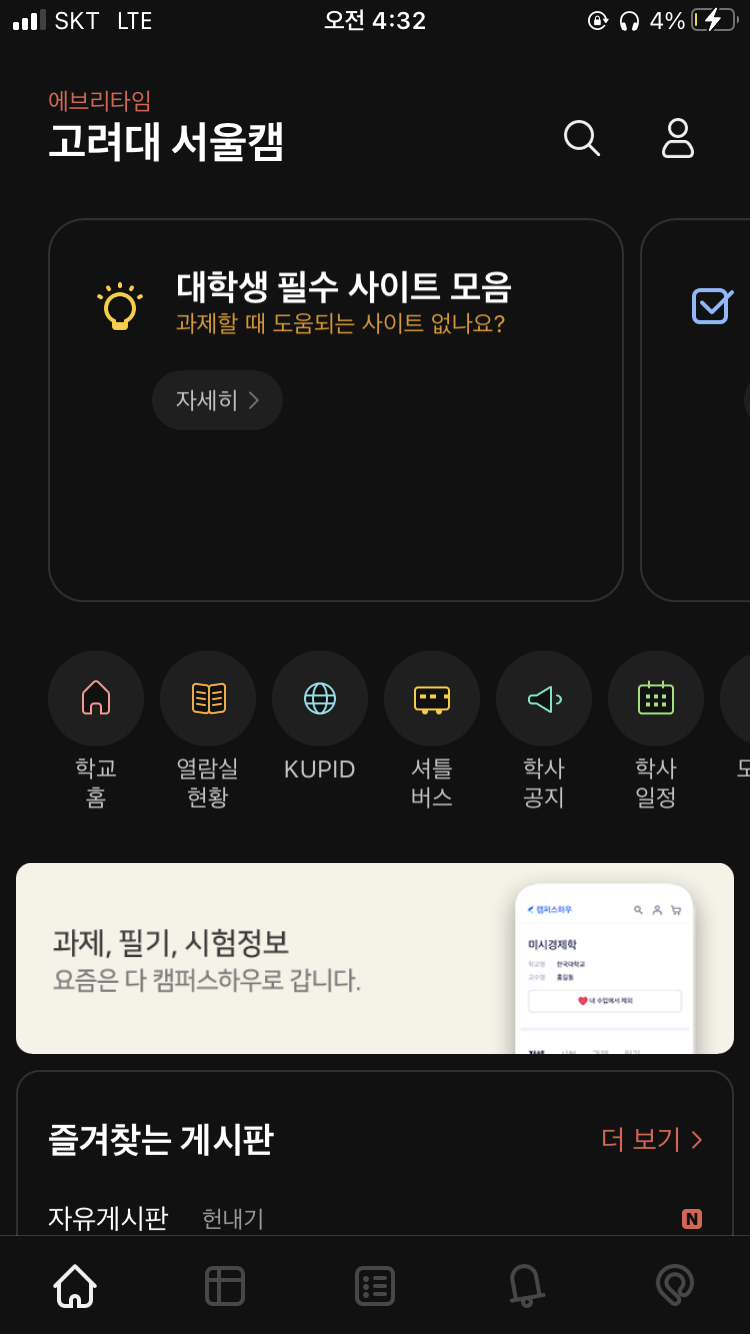 SKT LTE 오전 4:32 4%
에브리타임
고려대 서울캠
대학생 필수 사이트 모음
과제할 때 도움되는 사이트 없나요?
자세히
학교 홈
열람실 현황
KUPID
셔틀 버스
학사 공지
학사 일정
과제, 필기, 시험정보
요즘은 다 캠퍼스하우로 갑니다.
캠퍼스하우
미시경제학
학교명 한국대학교
교수명 홍길동
내 수업에서 제외
즐겨찾는 게시판
더 보기
자유게시판 헌내기
N